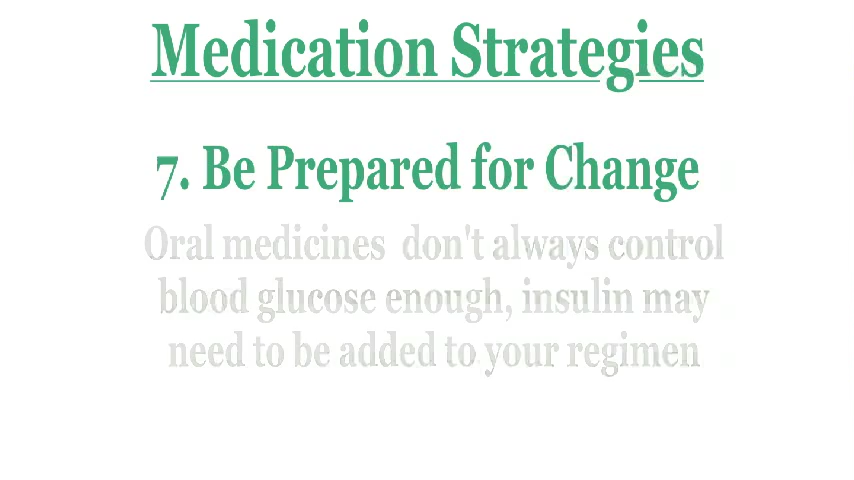 Medication Strategies
7. Be Prepared for Change
Oral medicines don't always control
blood glucose enough, insulin may
need to be added to your regimen